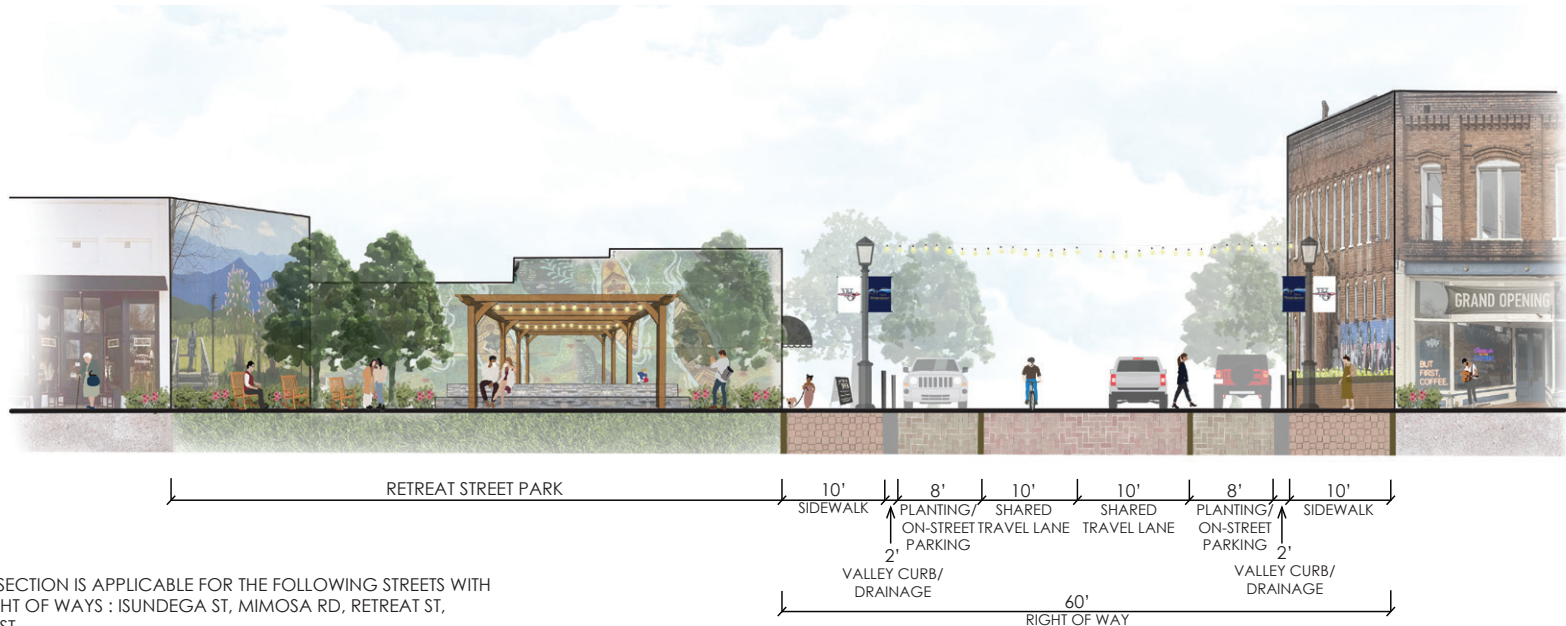 GRAND OPENING
BUT
FIRST,
COFFEE.
RETREAT STREET PARK
10'
SIDEWALK
2'
VALLEY CURB/
DRAINAGE
8'
PLANTING/
ON-STREET
PARKING
10'
SHARED
TRAVEL LANE
10'
SHARED
TRAVEL LANE
8'
PLANTING/
ON-STREET
PARKING
2'
VALLEY CURB/
DRAINAGE
10'
SIDEWALK
60'
RIGHT OF WAY
SECTION IS APPLICABLE FOR THE FOLLOWING STREETS WITH
HT OF WAYS : ISUNDEGA ST, MIMOSA RD, RETREAT ST,
ST